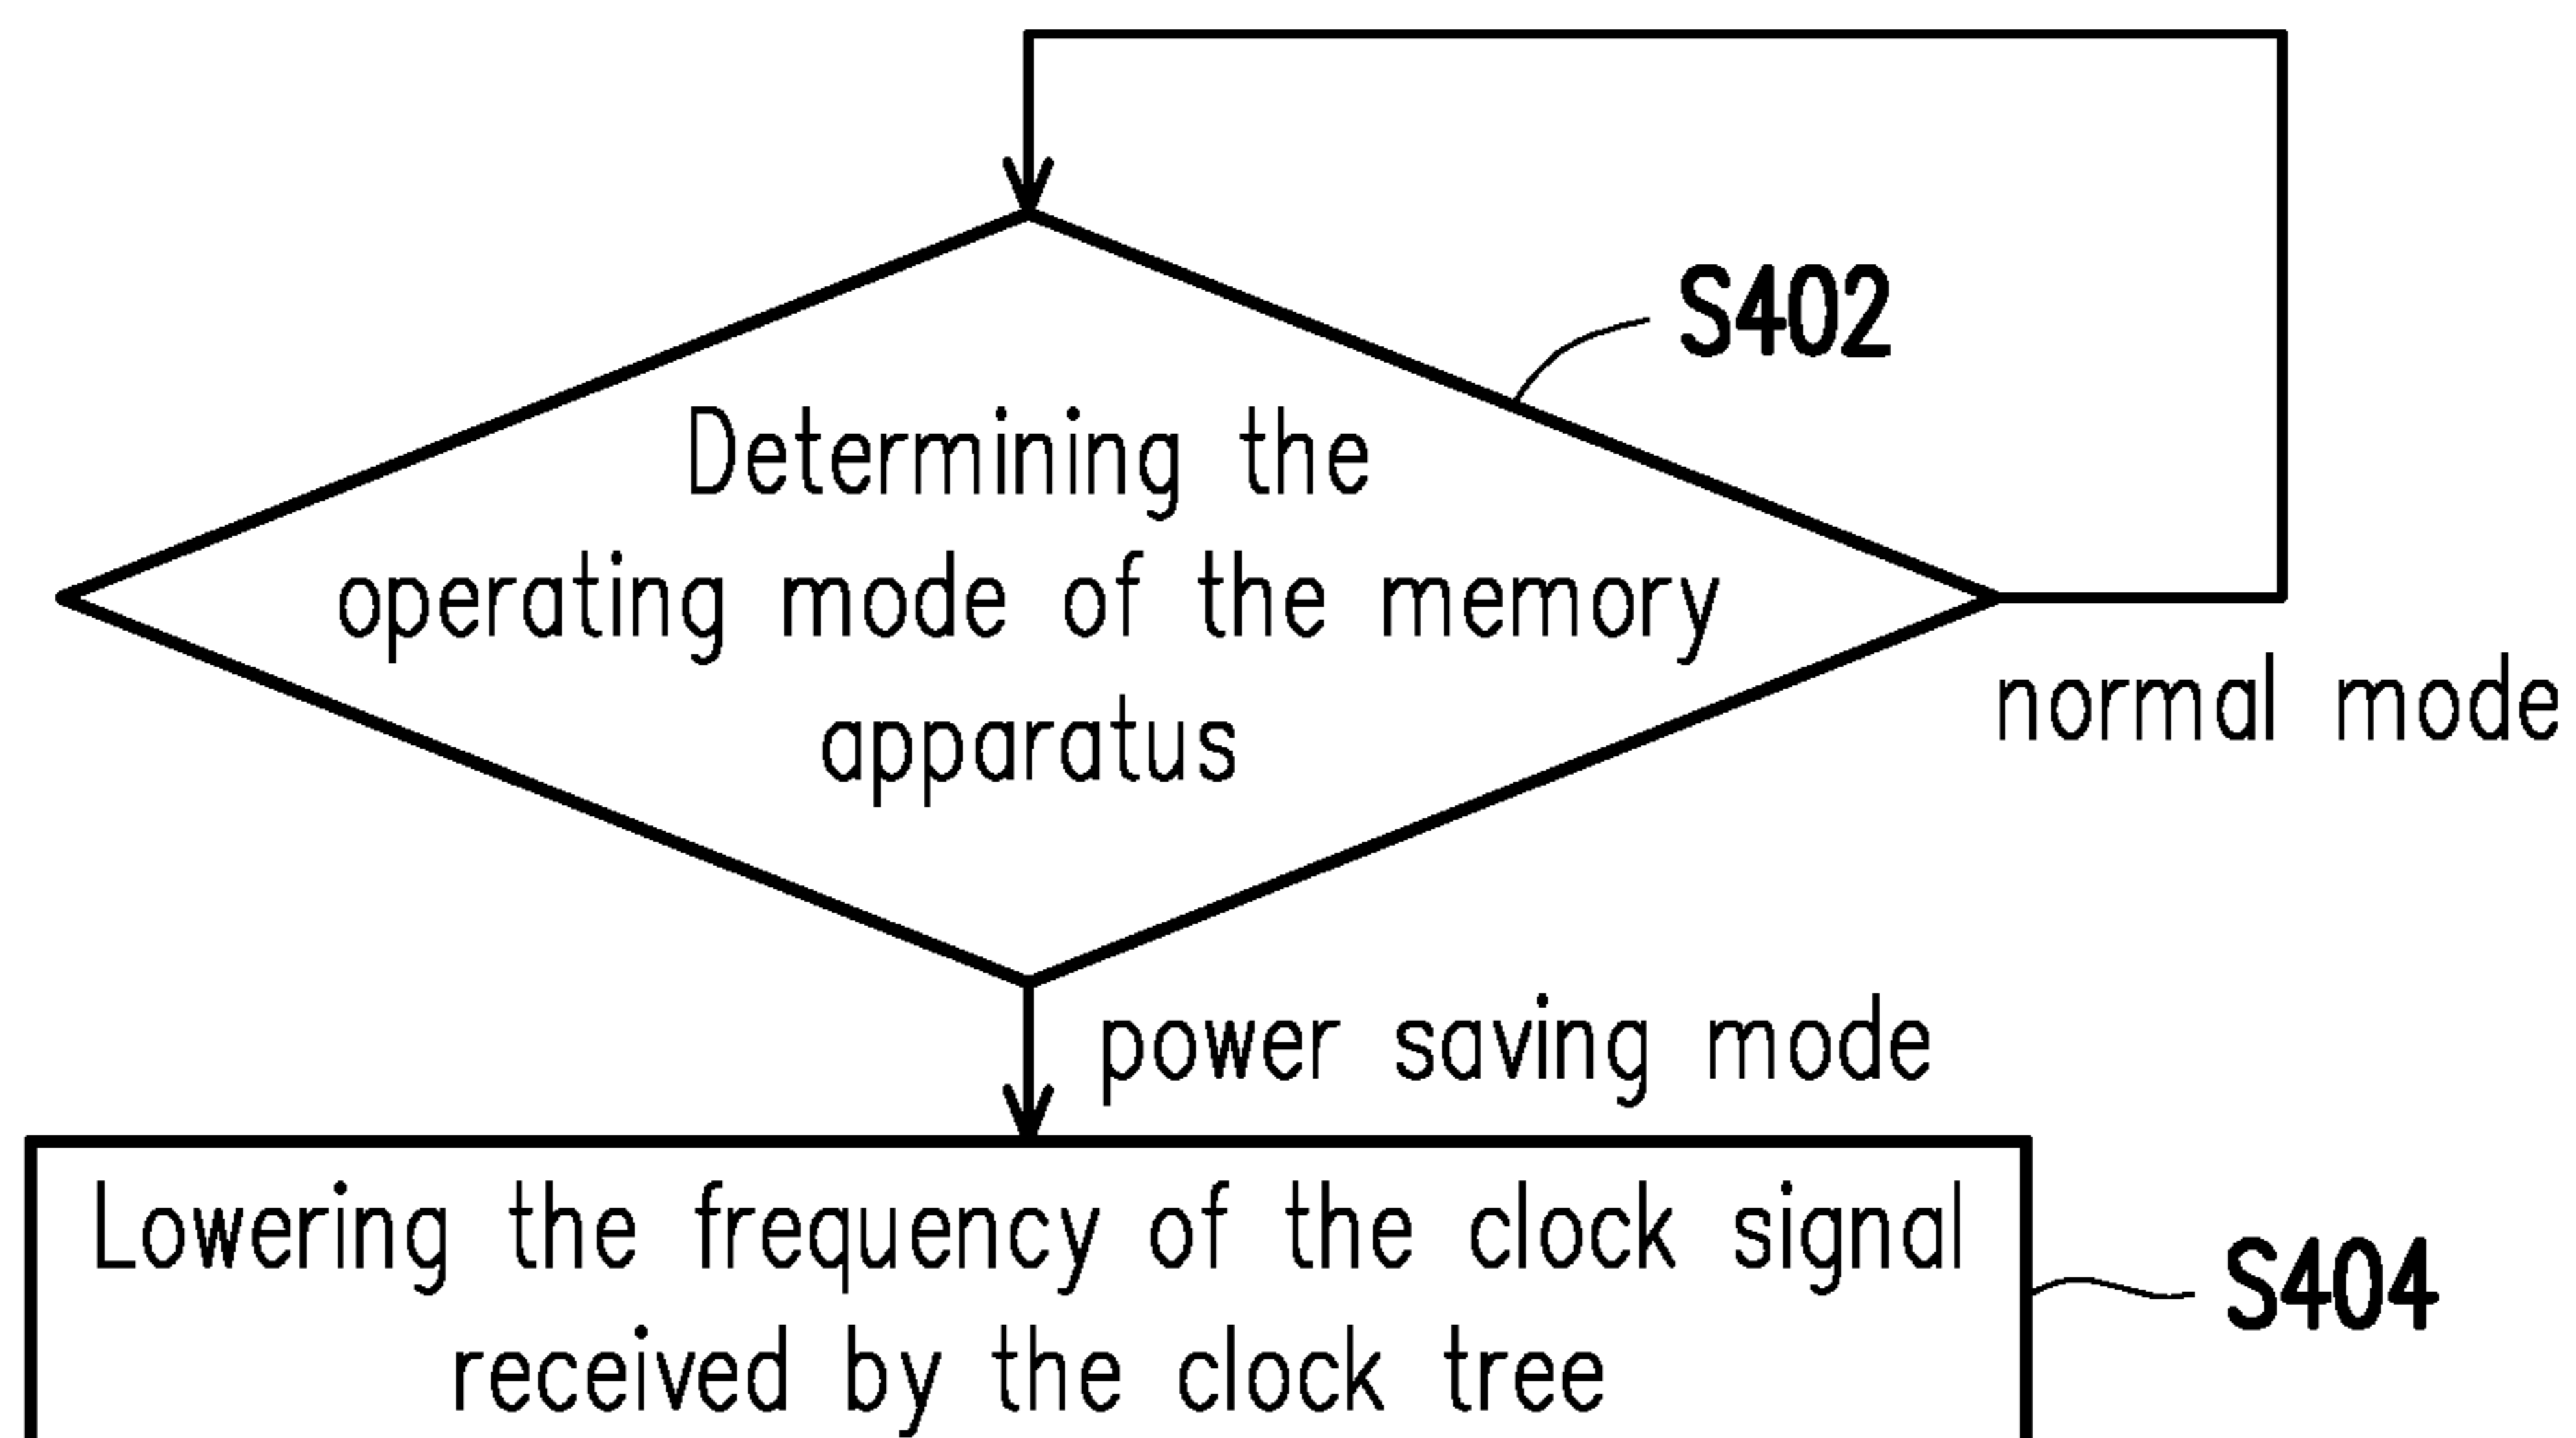 S402
Determining the
operating mode of the memory
apparatus
normal mode
power saving mode
Lowering the frequency of the clock signal
received by the clock tree
S404